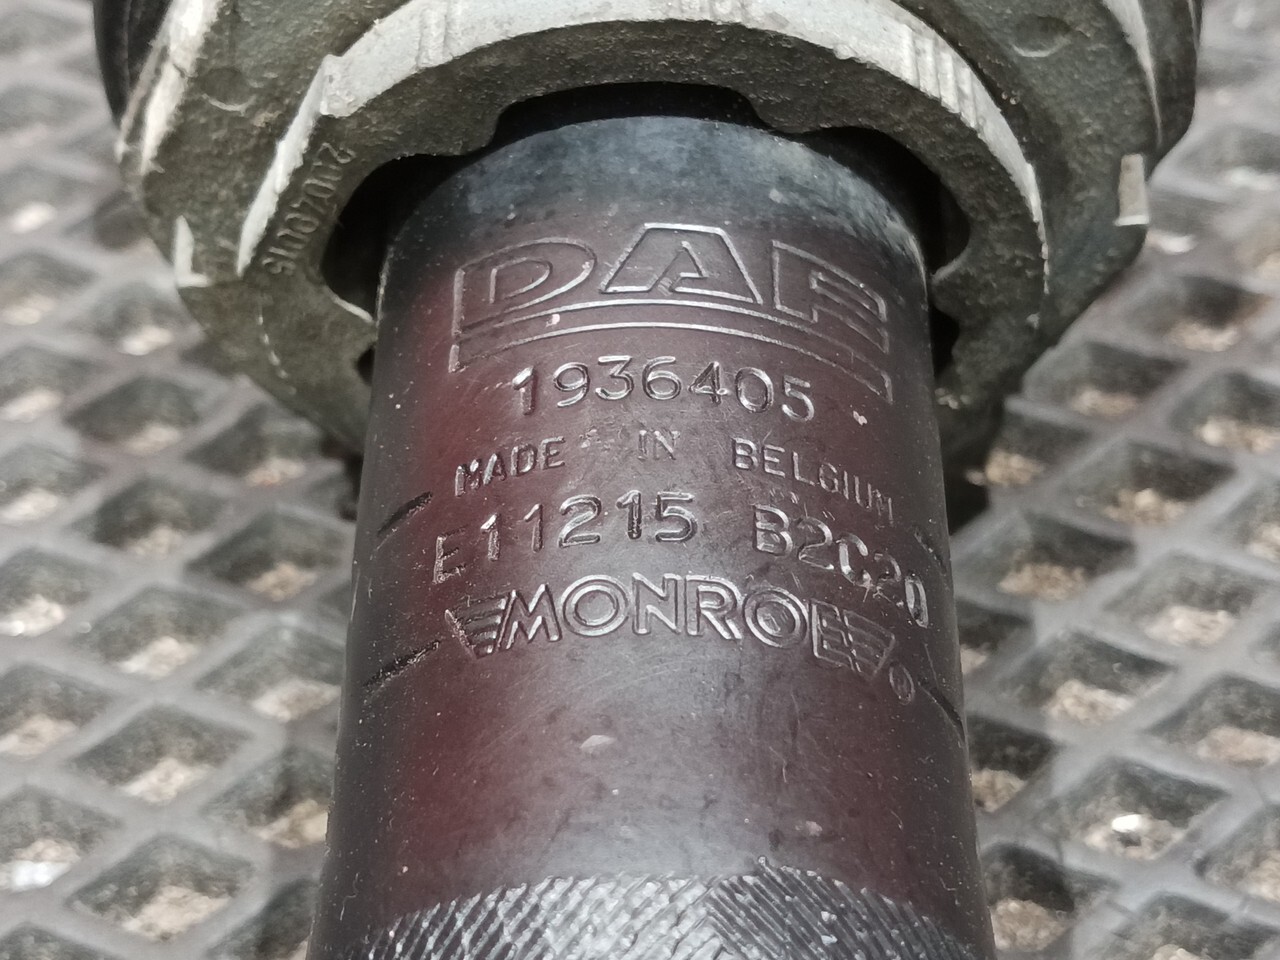 DAF
1936405
MADE IN BELGIUM
E11215 B2C20
MONROE®